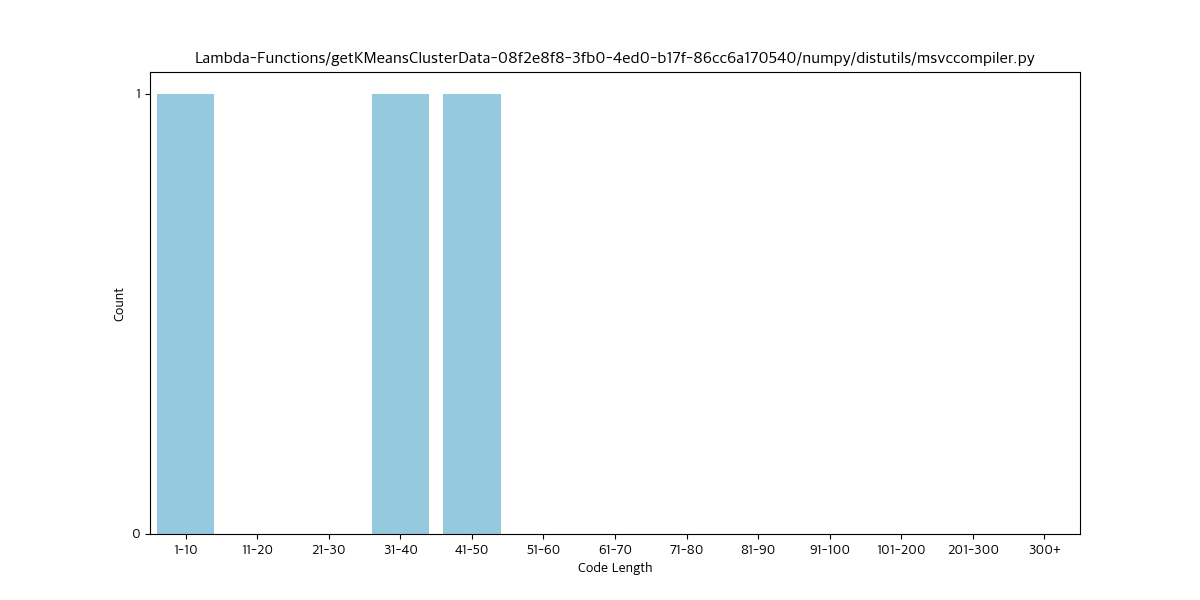 Lambda-Functions/getKMeansClusterData-08f2e8f8-3fb0-4ed0-b17f-86cc6a170540/numpy/distutils/msvccompiler.py
1
Count
0
1-10 11-20 21-30 31-40 41-50 51-60 61-70 71-80 81-90 91-100 101-200 201-300 300+
Code Length